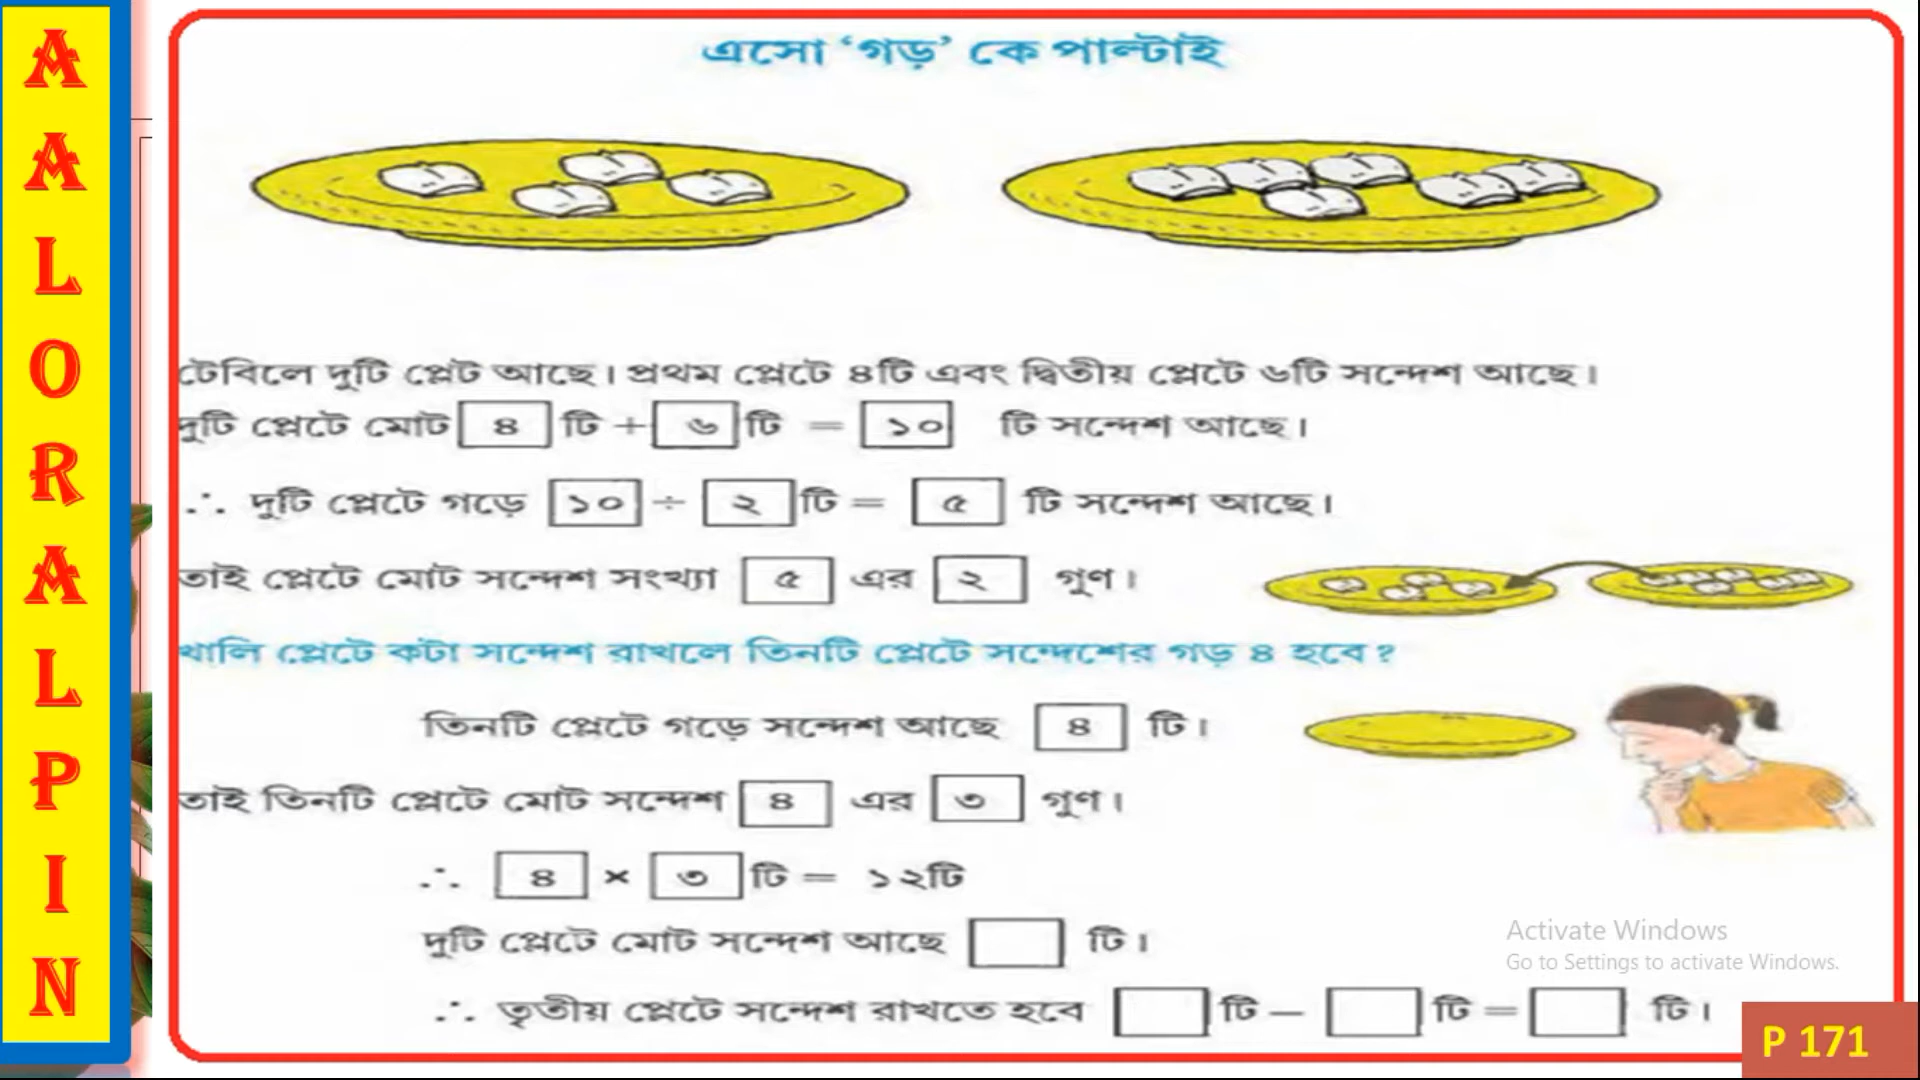 AALORALPIN
এসো ‘গড়’ কে পাল্টাই
টেবিলে দুটি প্লেট আছে। প্রথম প্লেটে ৪টি এবং দ্বিতীয় প্লেটে ৬টি সন্দেশ আছে।
দুটি প্লেটে মোট ৪ টি + ৬ টি = ১০ টি সন্দেশ আছে।
∴ দুটি প্লেটে গড়ে ১০ ÷ ২ টি = ৫ টি সন্দেশ আছে।
তাই প্লেটে মোট সন্দেশ সংখ্যা ৫ এর ২ গুণ।
খালি প্লেটে কটা সন্দেশ রাখলে তিনটি প্লেটে সন্দেশের গড় ৪ হবে?
তিনটি প্লেটে গড়ে সন্দেশ আছে ৪ টি।
তাই তিনটি প্লেটে মোট সন্দেশ ৪ এর ৩ গুণ।
∴ ৪ × ৩ টি = ১২টি
দুটি প্লেটে মোট সন্দেশ আছে টি।
∴ তৃতীয় প্লেটে সন্দেশ রাখতে হবে টি – টি = টি।
Activate Windows
Go to Settings to activate Windows.
P 171